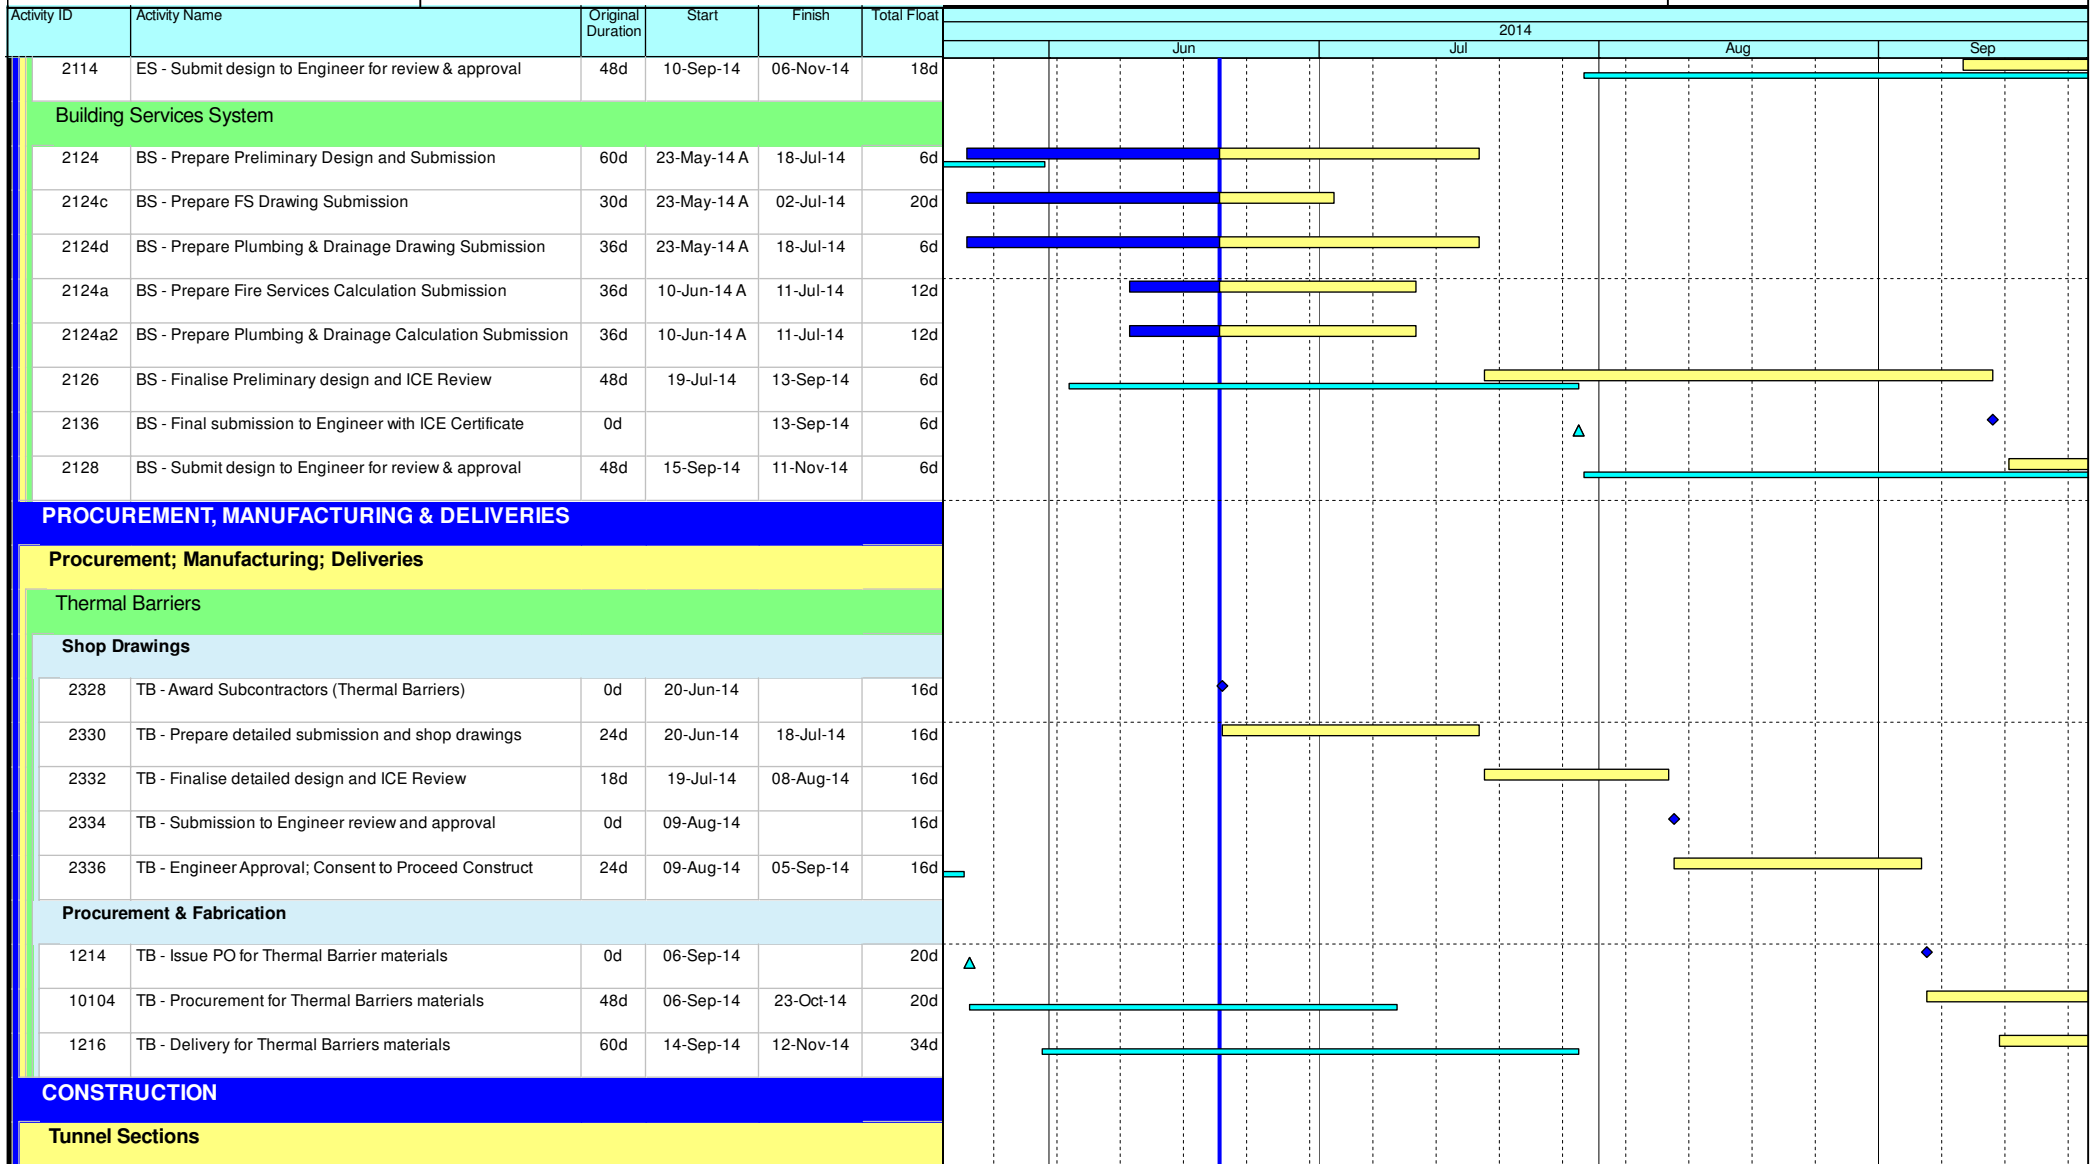 Activity ID Activity Name Original Duration Start Finish Total Float
2014
Jun Jul Aug Sep
2114 ES - Submit design to Engineer for review & approval 48d 10-Sep-14 06-Nov-14 18d
Building Services System
2124 BS - Prepare Preliminary Design and Submission 60d 23-May-14 A 18-Jul-14 6d
2124c BS - Prepare FS Drawing Submission 30d 23-May-14 A 02-Jul-14 20d
2124d BS - Prepare Plumbing & Drainage Drawing Submission 36d 23-May-14 A 18-Jul-14 6d
2124a BS - Prepare Fire Services Calculation Submission 36d 10-Jun-14 A 11-Jul-14 12d
2124a2 BS - Prepare Plumbing & Drainage Calculation Submission 36d 10-Jun-14 A 11-Jul-14 12d
2126 BS - Finalise Preliminary design and ICE Review 48d 19-Jul-14 13-Sep-14 6d
2136 BS - Final submission to Engineer with ICE Certificate 0d 13-Sep-14 6d
2128 BS - Submit design to Engineer for review & approval 48d 15-Sep-14 11-Nov-14 6d
PROCUREMENT, MANUFACTURING & DELIVERIES
Procurement; Manufacturing; Deliveries
Thermal Barriers
Shop Drawings
2328 TB - Award Subcontractors (Thermal Barriers) 0d 20-Jun-14 16d
2330 TB - Prepare detailed submission and shop drawings 24d 20-Jun-14 18-Jul-14 16d
2332 TB - Finalise detailed design and ICE Review 18d 19-Jul-14 08-Aug-14 16d
2334 TB - Submission to Engineer review and approval 0d 09-Aug-14 16d
2336 TB - Engineer Approval; Consent to Proceed Construct 24d 09-Aug-14 05-Sep-14 16d
Procurement & Fabrication
1214 TB - Issue PO for Thermal Barrier materials 0d 06-Sep-14 20d
10104 TB - Procurement for Thermal Barriers materials 48d 06-Sep-14 23-Oct-14 20d
1216 TB - Delivery for Thermal Barriers materials 60d 14-Sep-14 12-Nov-14 34d
CONSTRUCTION
Tunnel Sections